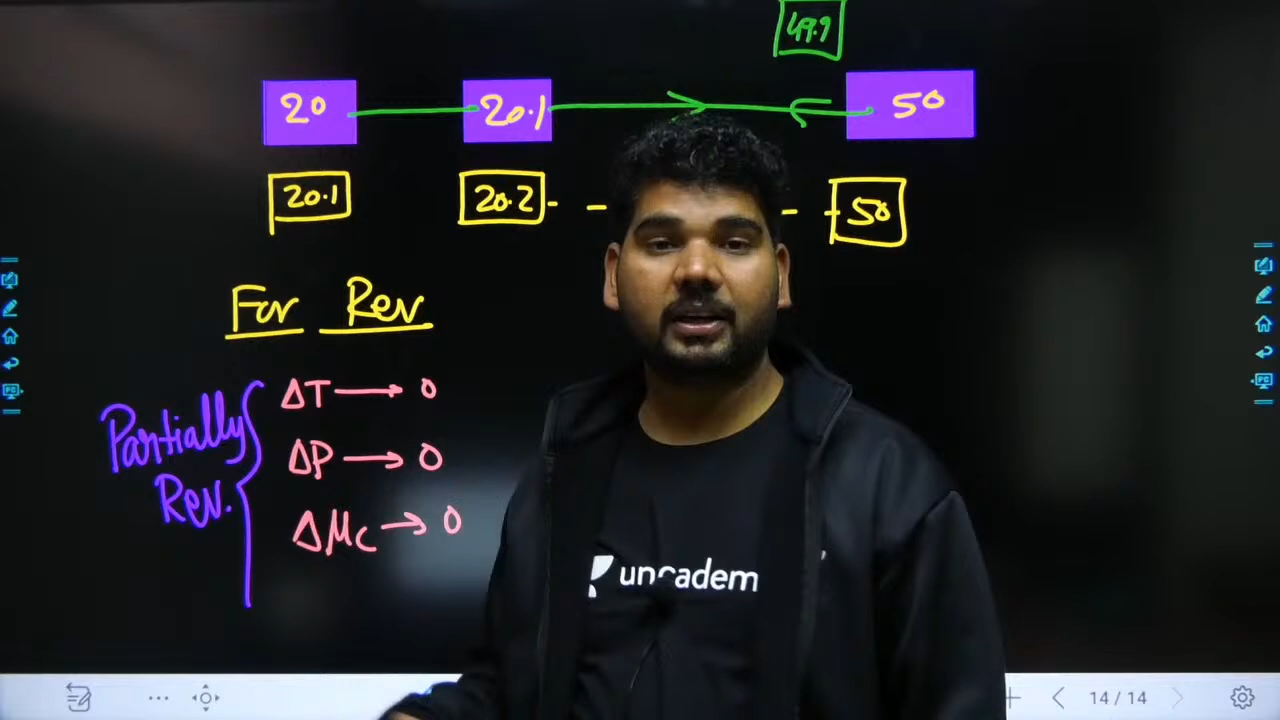 49.9
20 20.1 50
20.1 20.2 - - - - 50
For Rev
ΔT → 0
Partially
ΔP → 0
Rev.
Δμc → 0
unacadem
14 / 14